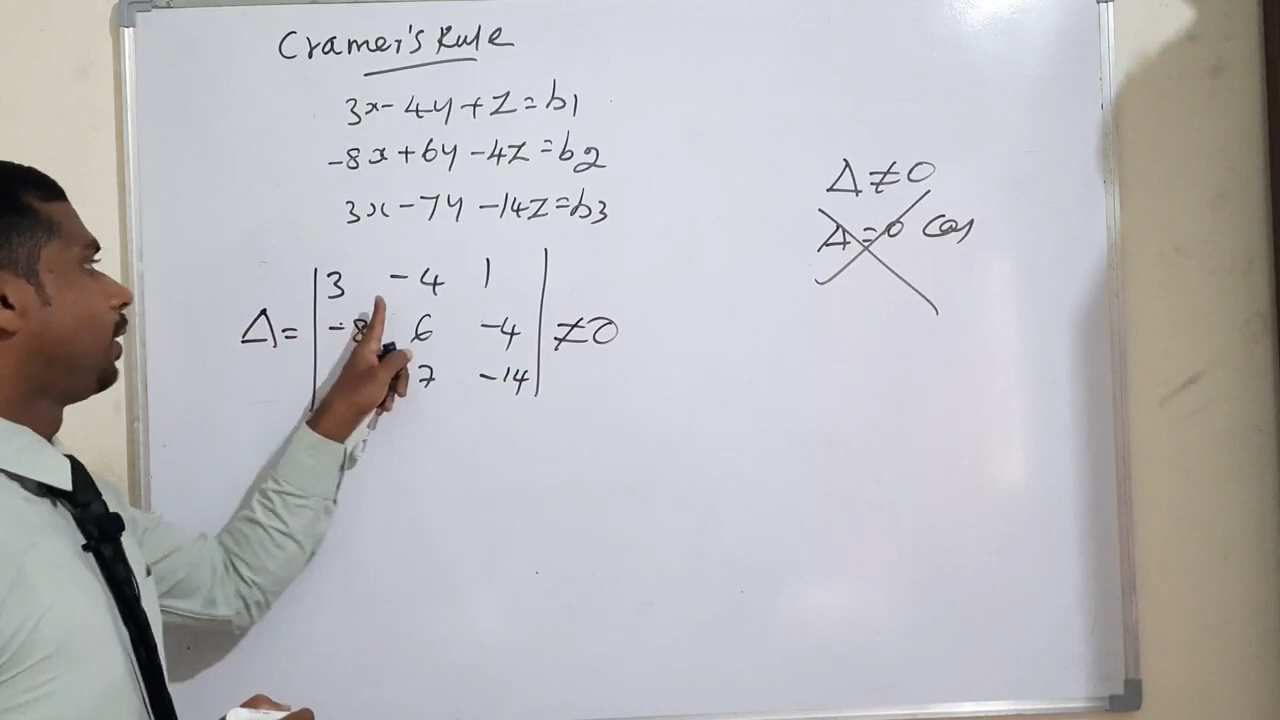 Cramer's Rule
3x - 4y + z = b1
-8x + 6y - 4z = b2
3x - 7y - 14z = b3
Δ ≠ 0
Δ = 0
Δ = | 3 -4 1 |
| -8 6 -4 | ≠ 0
| 7 -14 |